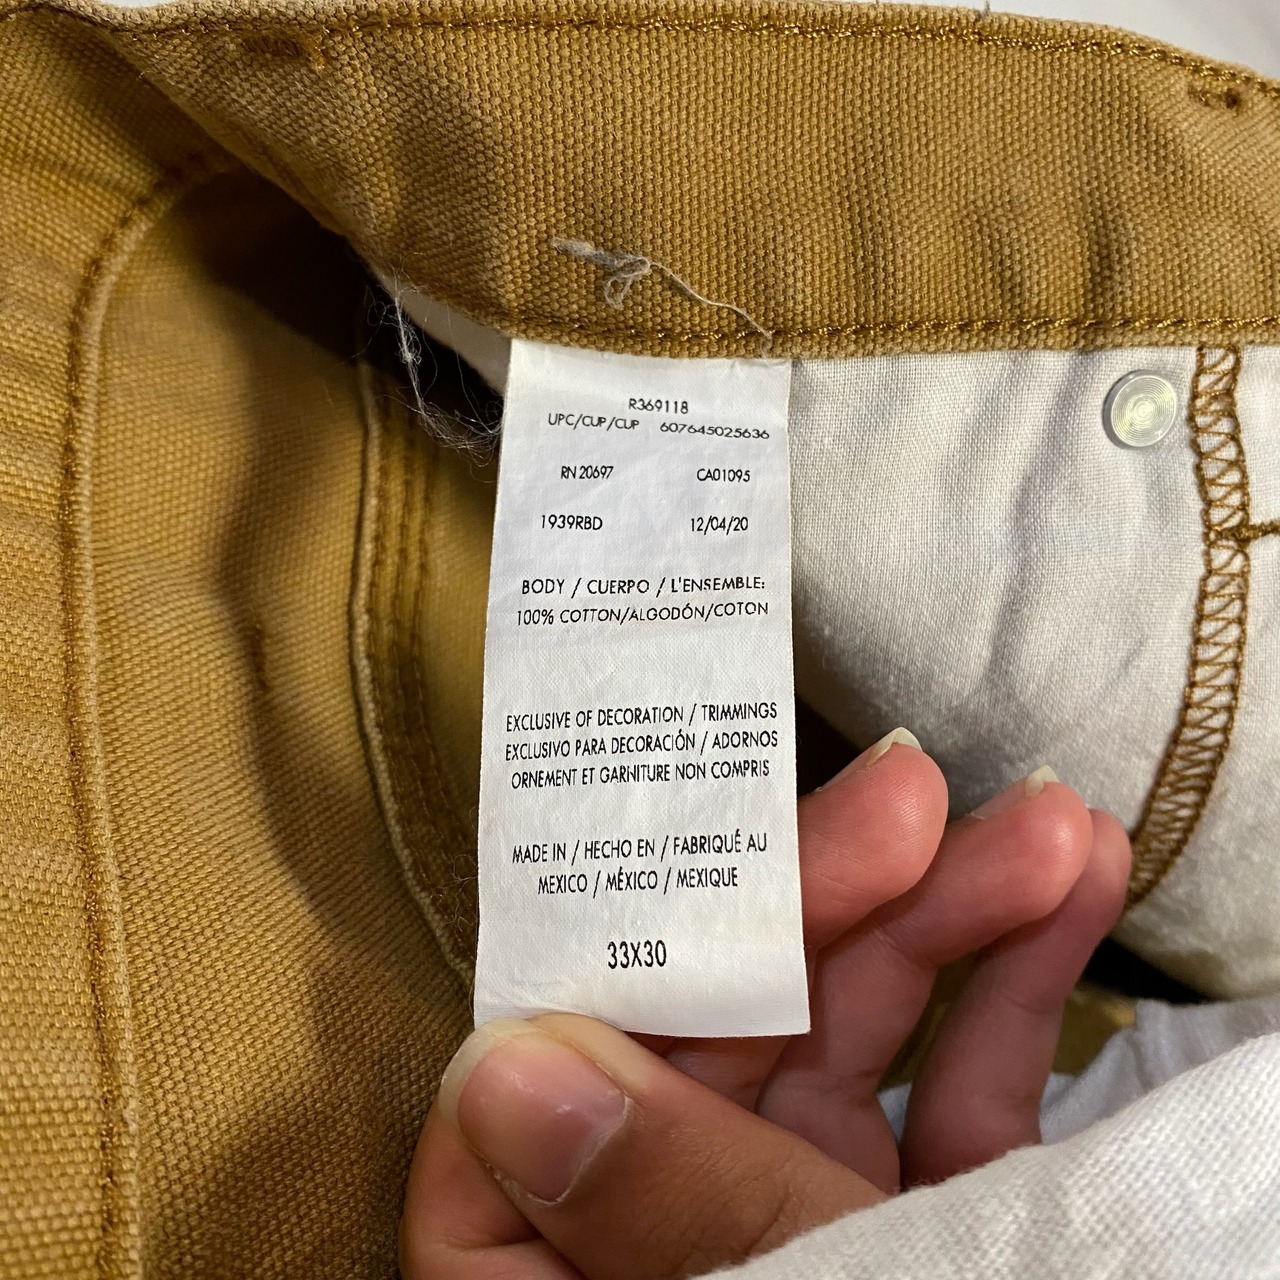 R369118
UPC/CUP/CUP 607645025636
RN 20697 CA01095
1939RBD 12/04/20
BODY / CUERPO / L'ENSEMBLE:
100% COTTON/ALGODÓN/COTON
EXCLUSIVE OF DECORATION / TRIMMINGS
EXCLUSIVO PARA DECORACIÓN / ADORNOS
ORNEMENT ET GARNITURE NON COMPRIS
MADE IN / HECHO EN / FABRIQUÉ AU
MEXICO / MÉXICO / MEXIQUE
33X30